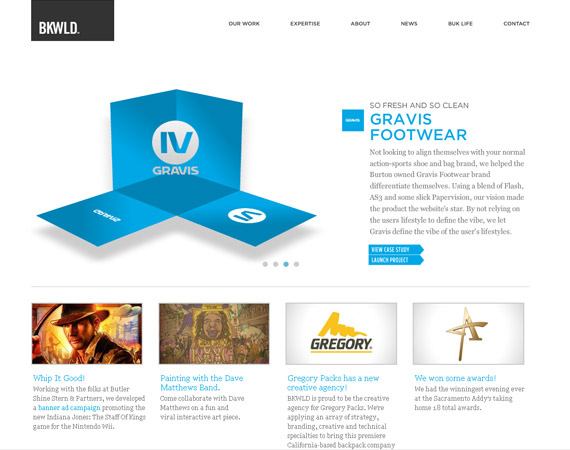 BKWLD.
OUR WORK EXPERTISE ABOUT NEWS BUK LIFE CONTACT
IV
GRAVIS
GRAVIS
GRAVIS
SO FRESH AND SO CLEAN
GRAVIS
FOOTWEAR
Not looking to align themselves with your normal
action-sports shoe and bag brand, we helped the
Burton owned Gravis Footwear brand
differentiate themselves. Using a blend of Flash,
AS3 and some slick Papervision, our vision made
the product the website's star. By not relying on
the users lifestyle to define the vibe, we let
Gravis define the vibe of the user's lifestyles.
VIEW CASE STUDY
LAUNCH PROJECT
GREGORY
Whip It Good!
Working with the folks at Butler
Shine Stern & Partners, we developed
a banner ad campaign promoting the
new Indiana Jones: The Staff Of Kings
game for the Nintendo Wii.
Painting with the Dave
Matthews Band.
Come collaborate with Dave
Matthews on a fun and
viral interactive art piece.
Gregory Packs has a new
creative agency!
BKWLD is proud to be the creative
agency for Gregory Packs. We're
applying an array of strategy,
branding, creative and technical
specialties to bring this premiere
California-based backpack company
We won some awards!
We had the winningest evening ever
at the Sacramento Addy's taking
home 18 total awards.